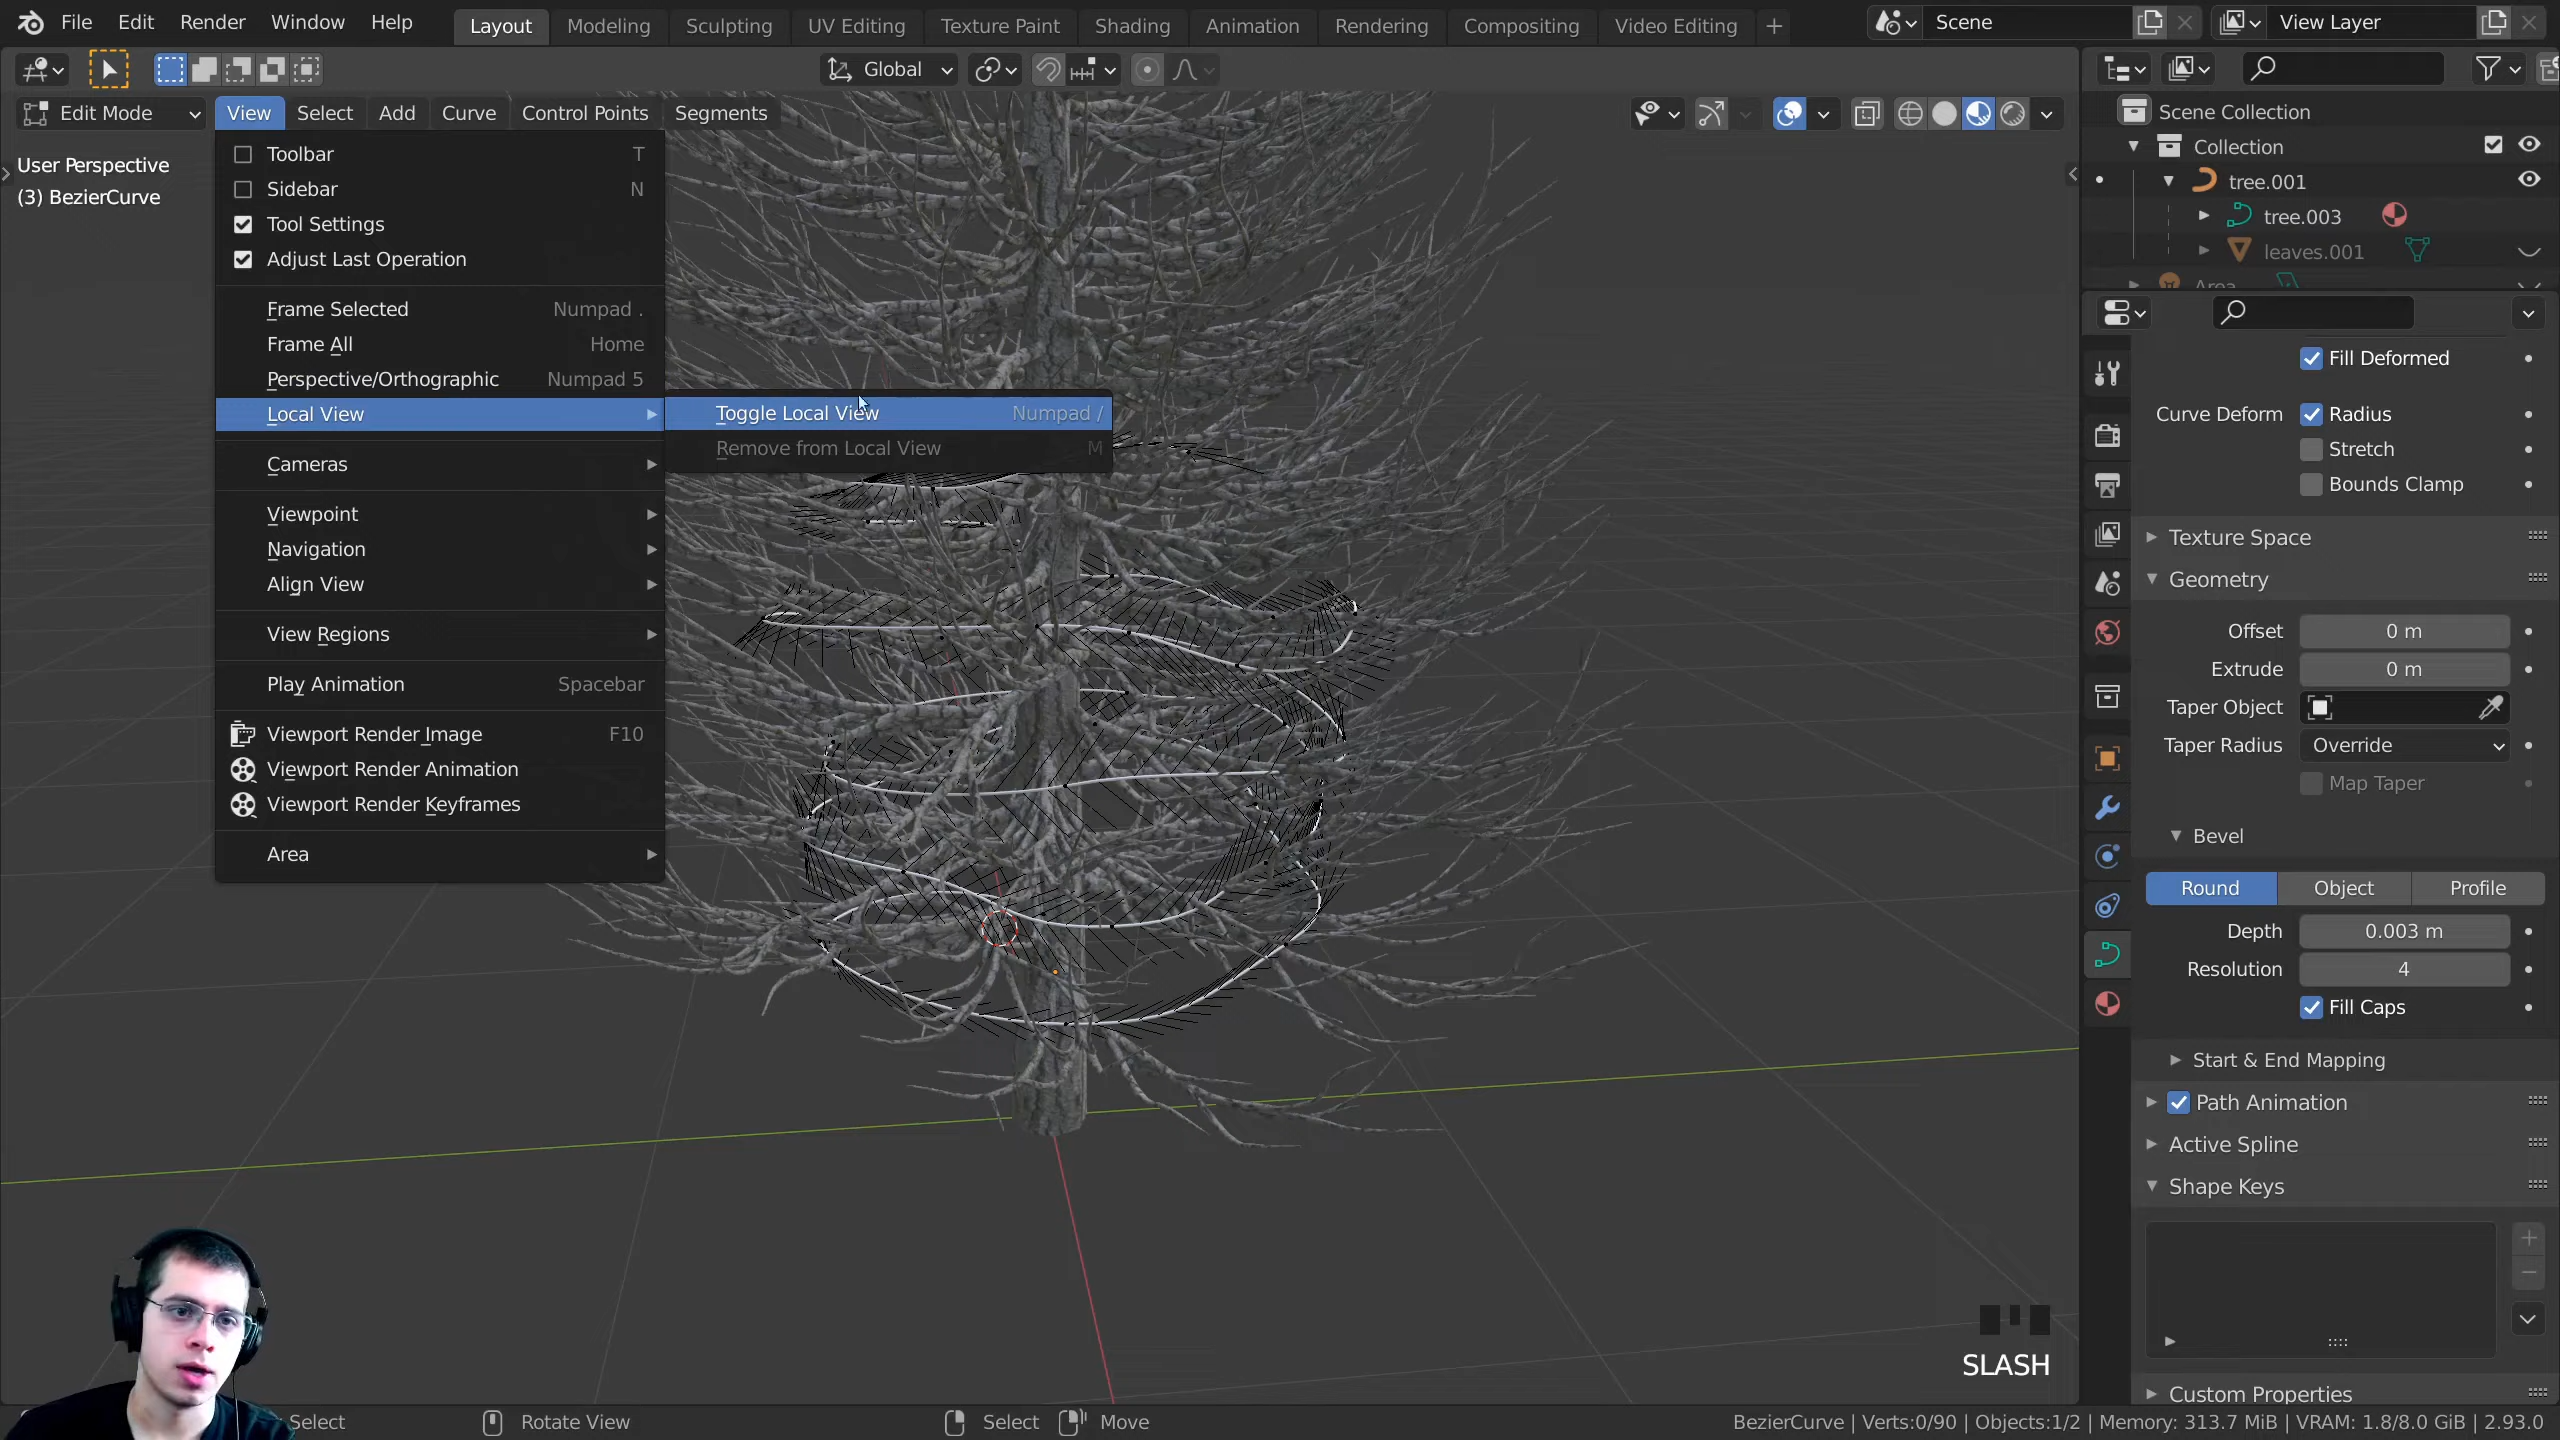 File Edit Render Window Help
Layout Modeling Sculpting UV Editing Texture Paint Shading Animation Rendering Compositing Video Editing +
Scene
View Layer
Global
Edit Mode
View Select Add Curve Control Points Segments
User Perspective
(3) BezierCurve
Toolbar T
Sidebar N
Tool Settings
Adjust Last Operation
Frame Selected Numpad .
Frame All Home
Perspective/Orthographic Numpad 5
Local View
Toggle Local View Numpad /
Remove from Local View M
Cameras
Viewpoint
Navigation
Align View
View Regions
Play Animation Spacebar
Viewport Render Image F10
Viewport Render Animation
Viewport Render Keyframes
Area
Scene Collection
Collection
tree.001
tree.003
leaves.001
Area
Fill Deformed
Curve Deform Radius
Stretch
Bounds Clamp
Texture Space
Geometry
Offset 0 m
Extrude 0 m
Taper Object
Taper Radius Override
Map Taper
Bevel
Round Object Profile
Depth 0.003 m
Resolution 4
Fill Caps
Start & End Mapping
Path Animation
Active Spline
Shape Keys
Custom Properties
SLASH
Select Rotate View Select Move
BezierCurve | Verts:0/90 | Objects:1/2 | Memory: 313.7 MiB | VRAM: 1.8/8.0 GiB | 2.93.0